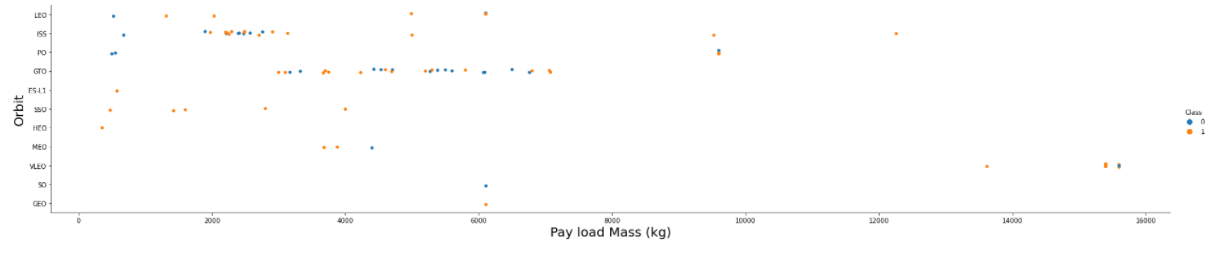 LEO
ISS
PO
GTO
ES-L1
SSO
HEO
MEO
VLEO
SO
GEO
Orbit
0 2000 4000 6000 8000 10000 12000 14000 16000
Pay load Mass (kg)
Class
0
1